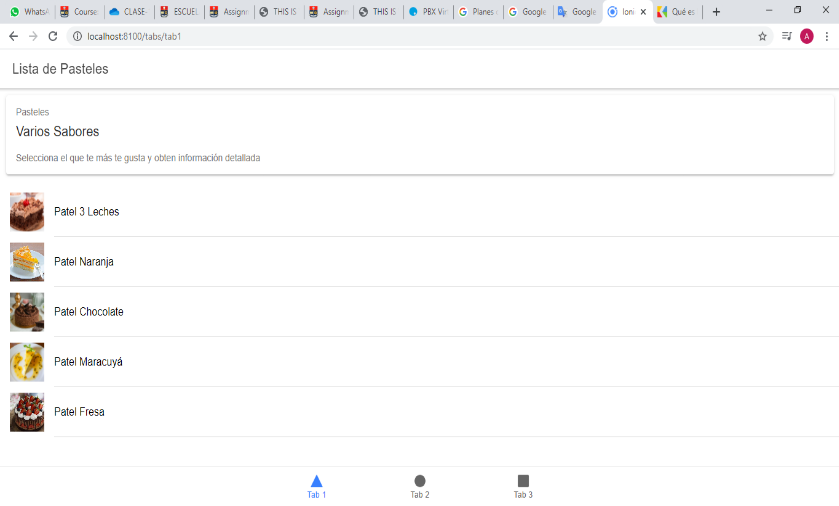 WhatsA
Course
CLASE-
ESCUEL
Assignm
THIS IS
Assignm
THIS IS
PBX Vir
Planes
Google
Google
Ioni
Qué es
localhost:8100/tabs/tab1
A
Lista de Pasteles
Pasteles
Varios Sabores
Selecciona el que te más te gusta y obten información detallada
Patel 3 Leches
Patel Naranja
Patel Chocolate
Patel Maracuyá
Patel Fresa
Tab 1
Tab 2
Tab 3